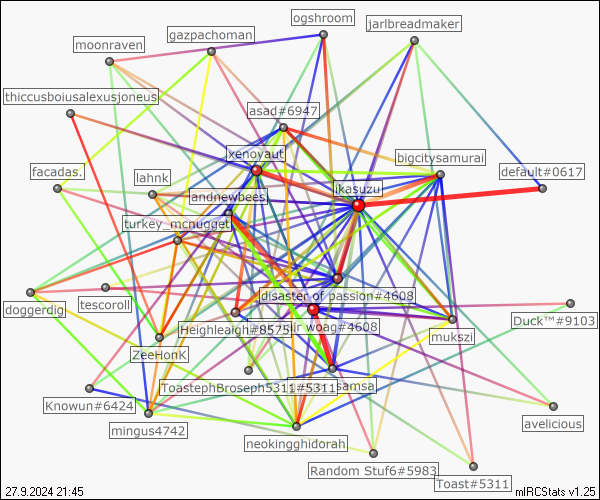 ogshroom
jarlbreadmaker
gazpachoman
moonraven
thiccusboiusalexusjoneus
asad#6947
xenoyaut
bigcitysamurai
facadas.
lahnk
ikasuzu
default#0617
andnewbees
turkey_mcnugget
doggerdig
tescoroll
disaster of passion#4608
Duck™#9103
Heighleaigh#8575
sir woag#4608
mukszi
ZeeHonk
ToastephBroseph5311#5311
samsa
Knowun#6424
avelicious
mingus4742
neokingghidorah
Random Stuf6#5983
Toast#5311
27.9.2024 21:45
mIRCStats v1.25